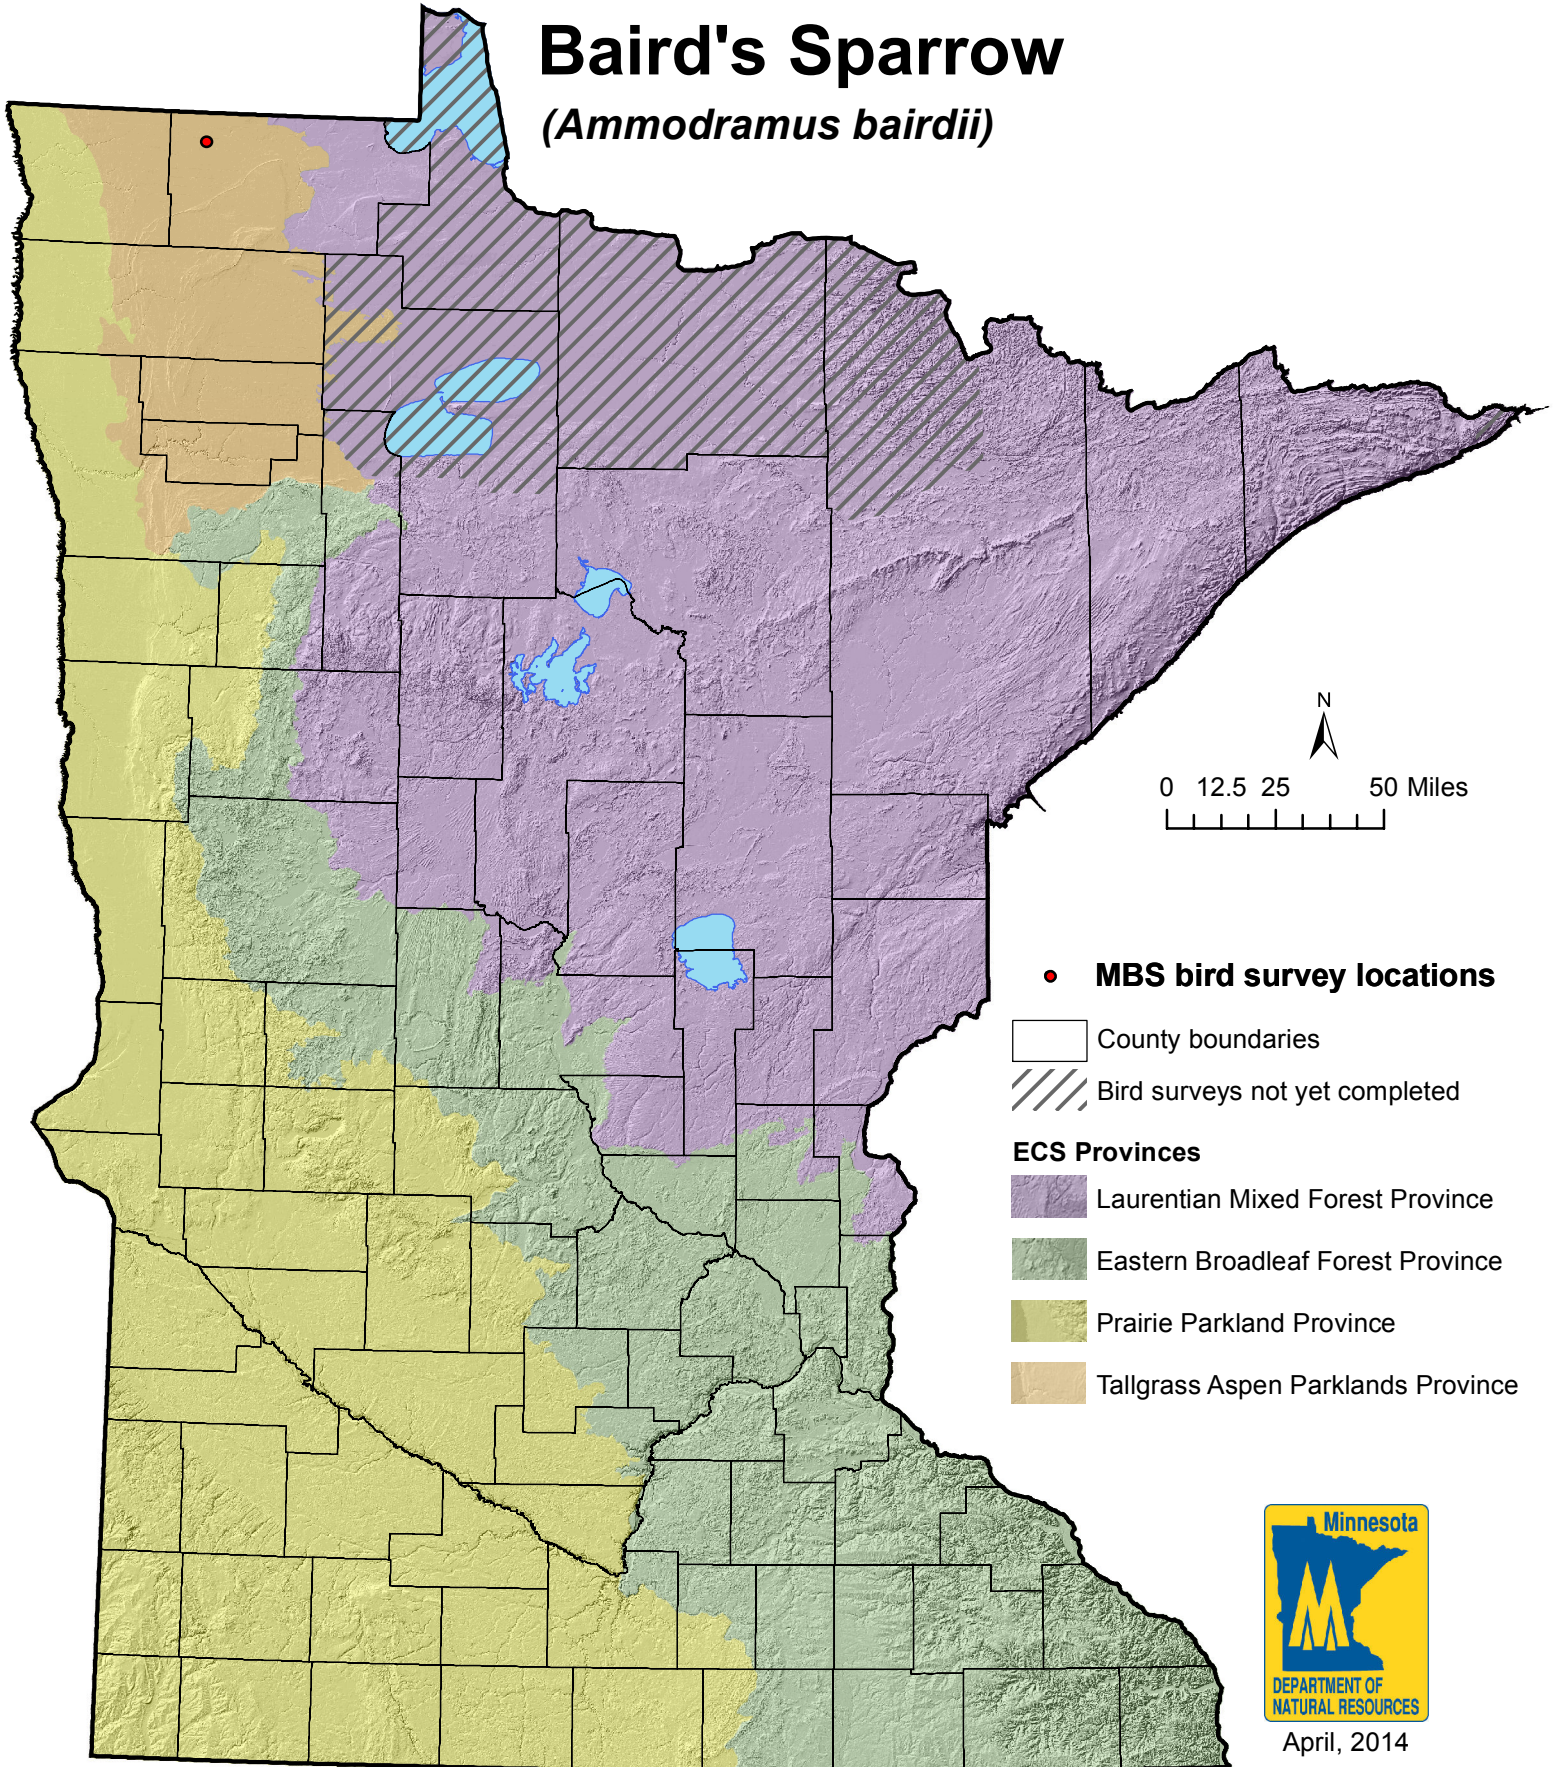 Baird's Sparrow
(Ammodramus bairdii)
N
0 12.5 25 50 Miles
MBS bird survey locations
County boundaries
Bird surveys not yet completed
ECS Provinces
Laurentian Mixed Forest Province
Eastern Broadleaf Forest Province
Prairie Parkland Province
Tallgrass Aspen Parklands Province
Minnesota
DEPARTMENT OF
NATURAL RESOURCES
April, 2014